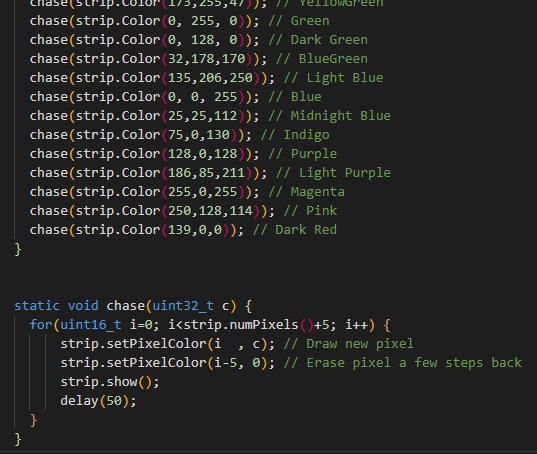 chase(strip.Color(173,255,47)); // YellowGreen
chase(strip.Color(0, 255, 0)); // Green
chase(strip.Color(0, 128, 0)); // Dark Green
chase(strip.Color(32,178,170)); // BlueGreen
chase(strip.Color(135,206,250)); // Light Blue
chase(strip.Color(0, 0, 255)); // Blue
chase(strip.Color(25,25,112)); // Midnight Blue
chase(strip.Color(75,0,130)); // Indigo
chase(strip.Color(128,0,128)); // Purple
chase(strip.Color(186,85,211)); // Light Purple
chase(strip.Color(255,0,255)); // Magenta
chase(strip.Color(250,128,114)); // Pink
chase(strip.Color(139,0,0)); // Dark Red
}
static void chase(uint32_t c) {
for(uint16_t i=0; i<strip.numPixels()+5; i++) {
strip.setPixelColor(i  , c); // Draw new pixel
strip.setPixelColor(i-5, 0); // Erase pixel a few steps back
strip.show();
delay(50);
}
}